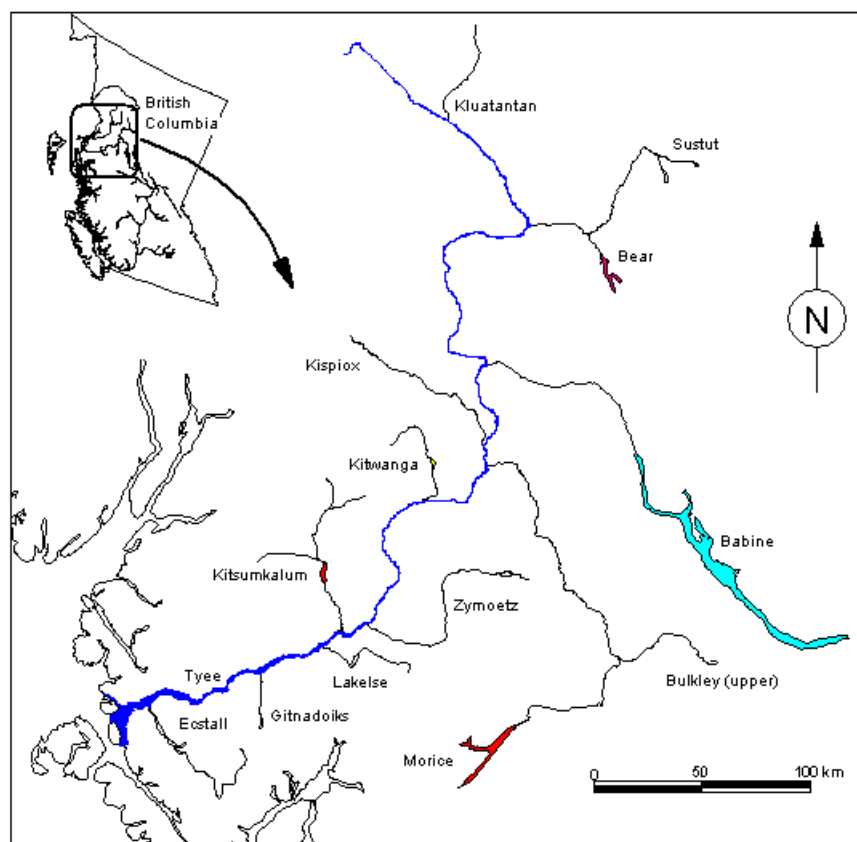 British
Columbia
Kluatantan
Sustut
Bear
N
Kispiox
Kitwanga
Babine
Kitsumkalum
Zymoetz
Tyee
Lakelse
Bulkley (upper)
Ecstall
Gitnadoiks
Morice
0 50 100 km